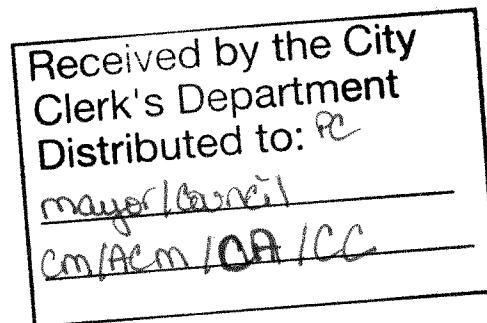 Received by the City
Clerk's Department
Distributed to: PC
mayor/Council
Cm/ACM/CA/CC